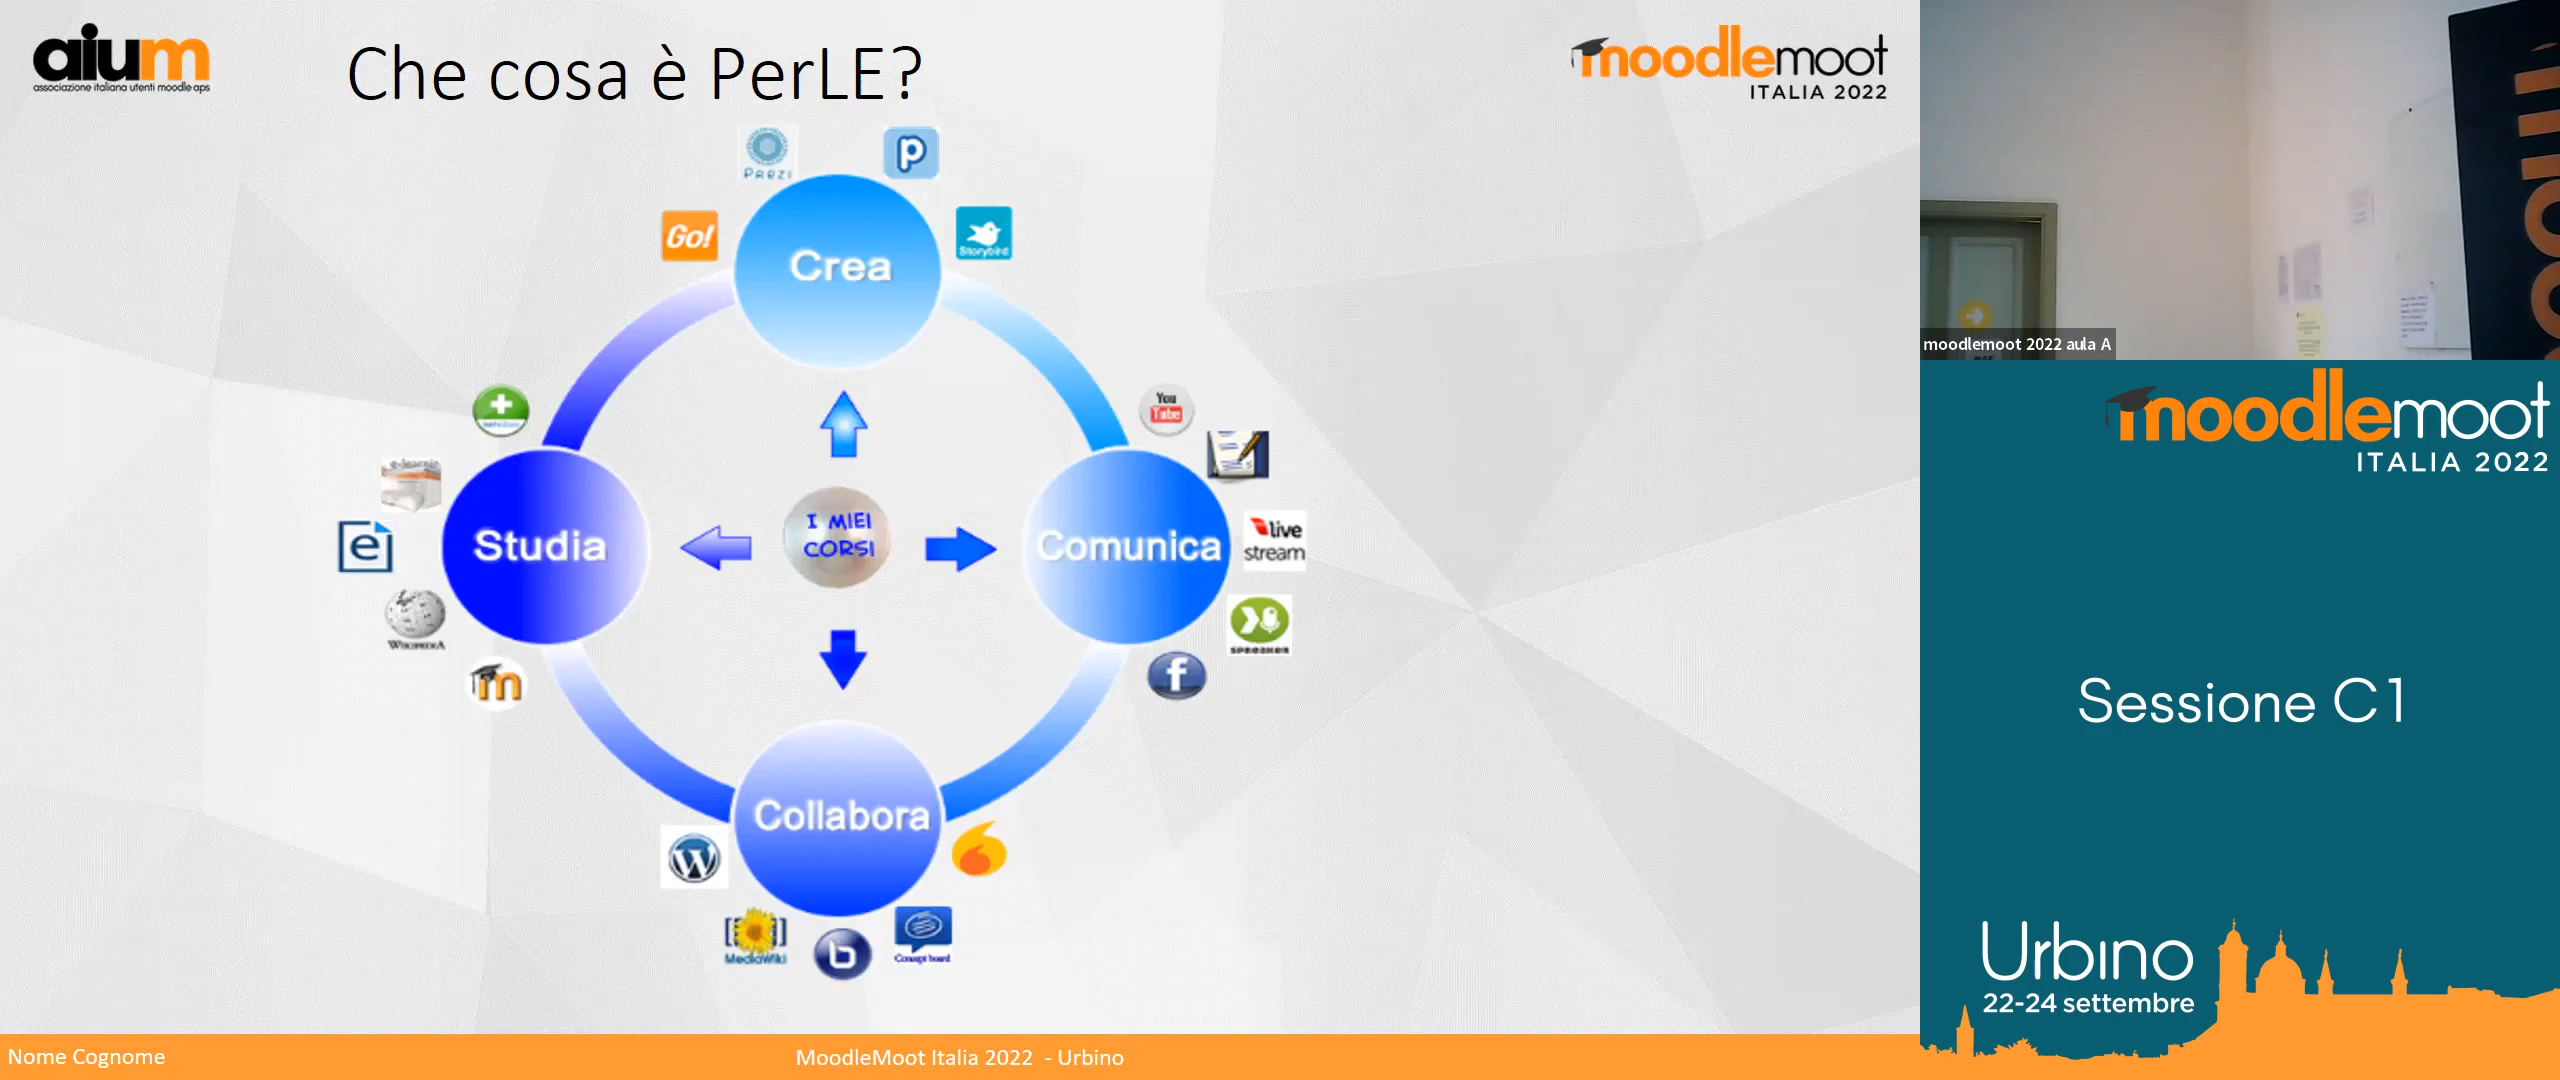 aium
associazione italiana utenti moodle aps
Che cosa è PerLE?
moodlemoot
ITALIA 2022
PREZI
P
Go!
Storybird
Crea
You
Tube
e-learnin
e
Studia
I MIEI
CORSI
Comunica
live
stream
WIKIPEDIA
SPREAKER
m
f
Collabora
W
MediaWiki
b
Concept board
Nome Cognome
MoodleMoot Italia 2022 - Urbino
moodlemoot 2022 aula A
moodlemoot
ITALIA 2022
Sessione C1
Urbino
22-24 settembre